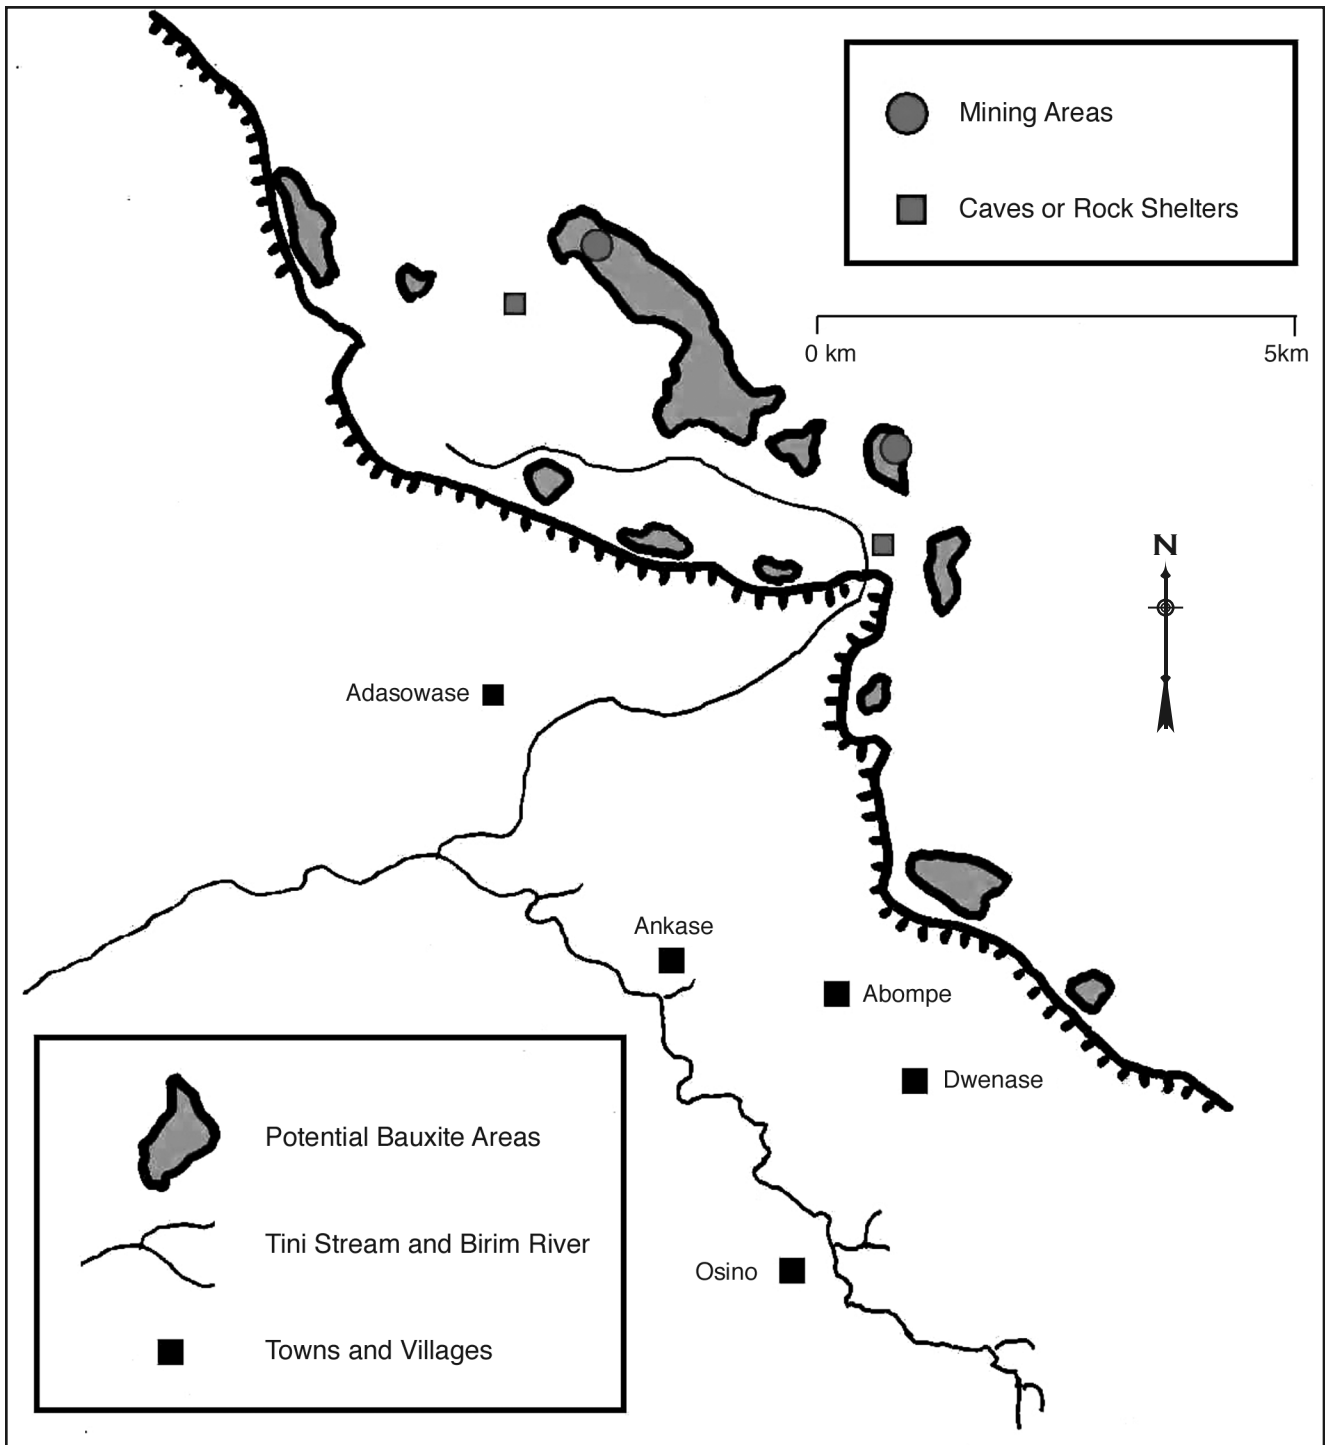 Mining Areas
Caves or Rock Shelters
0 km
5km
N
Adasowase
Ankase
Abompe
Dwenase
Potential Bauxite Areas
Tini Stream and Birim River
Osino
Towns and Villages